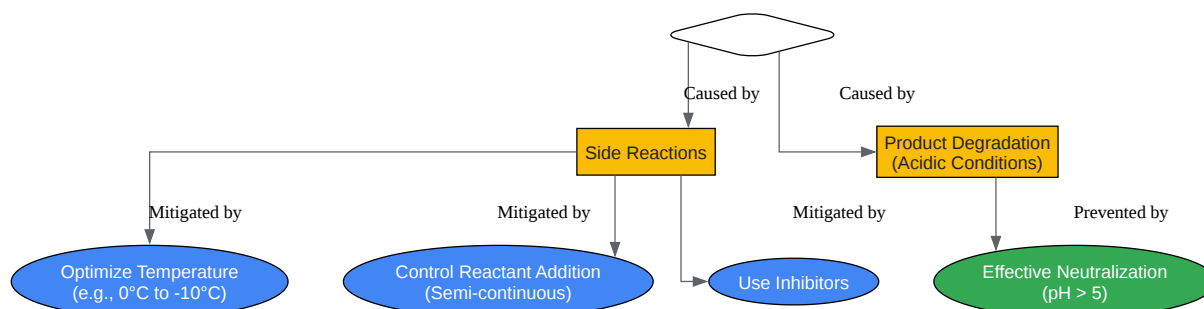 Caused by
Caused by
Side Reactions
Product Degradation
(Acidic Conditions)
Mitigated by
Mitigated by
Mitigated by
Prevented by
Optimize Temperature
(e.g., 0°C to -10°C)
Control Reactant Addition
(Semi-continuous)
Use Inhibitors
Effective Neutralization
(pH > 5)